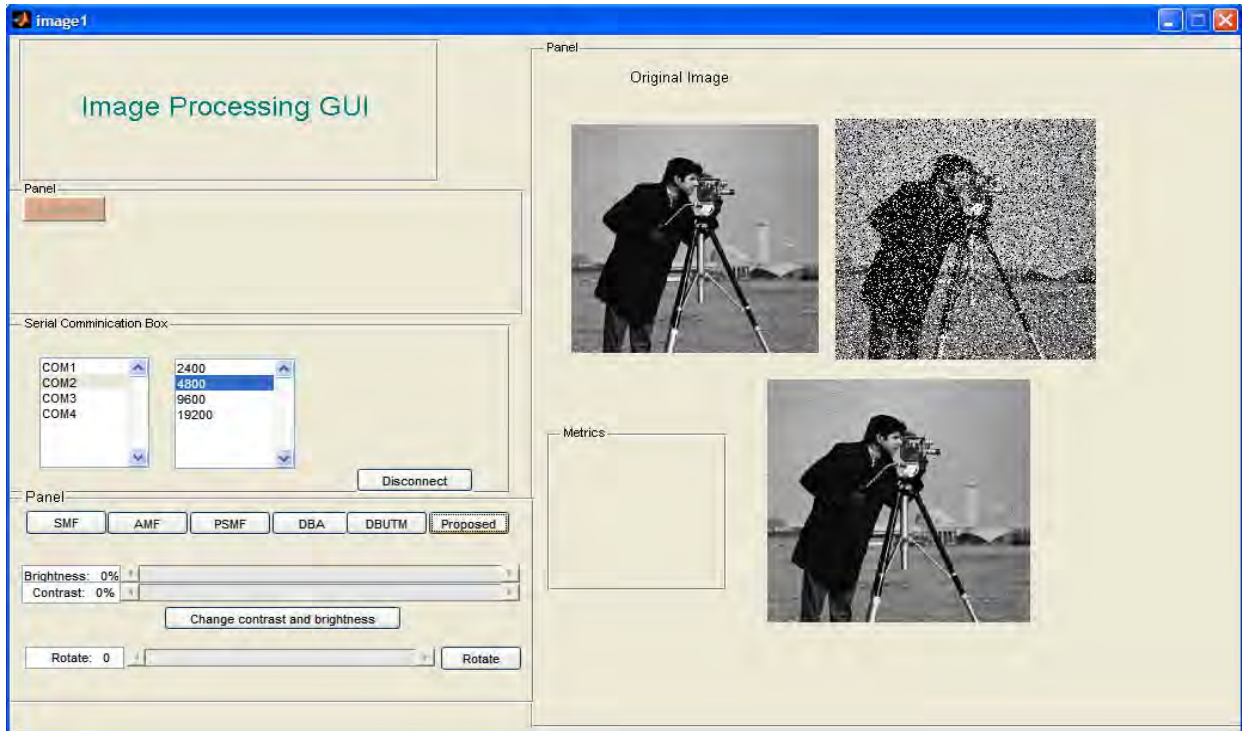 image1
Image Processing GUI
Panel
Serial Comminication Box
COM1
COM2
COM3
COM4
2400
4800
9600
19200
Disconnect
Panel
SMF
AMF
PSMF
DBA
DBUTM
Proposed
Brightness: 0%
Contrast: 0%
Change contrast and brightness
Rotate: 0
Rotate
Panel
Original Image
Metrics